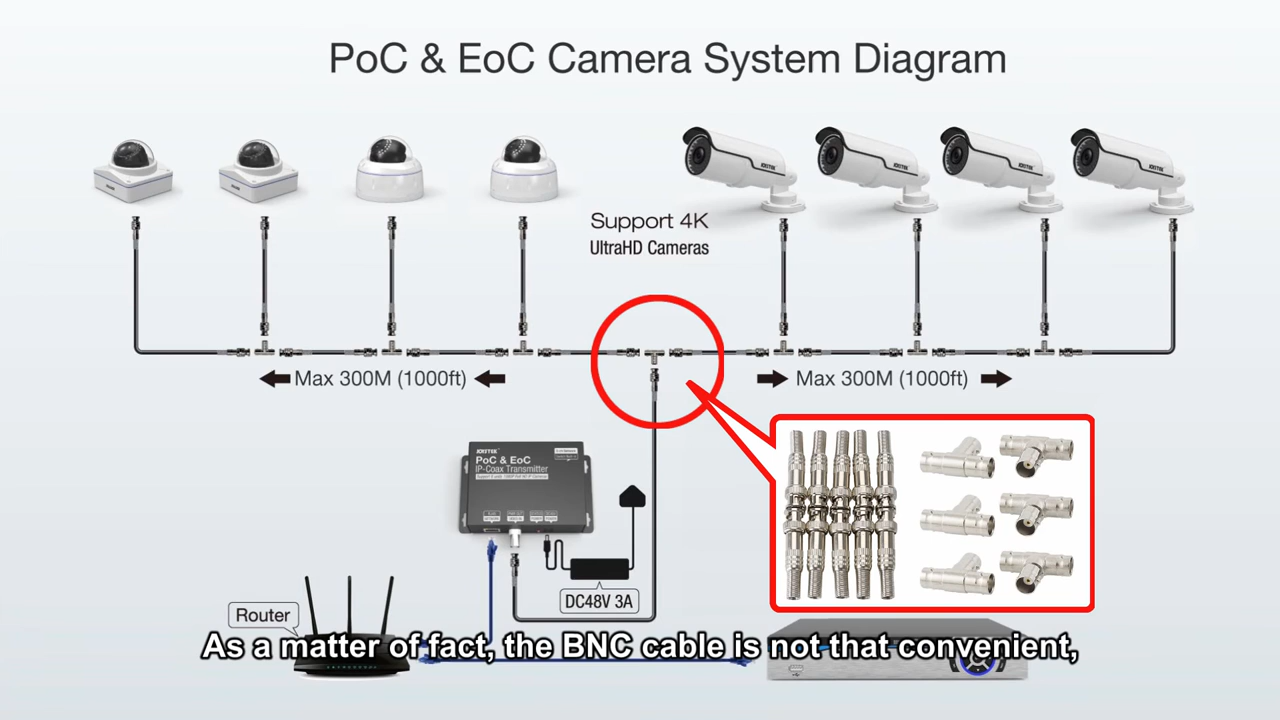 PoC & EoC Camera System Diagram
Support 4K
UltraHD Cameras
Max 300M (1000ft)
Max 300M (1000ft)
PoC & EoC
IP-Coax Transmitter
DC48V 3A
Router
As a matter of fact, the BNC cable is not that convenient,